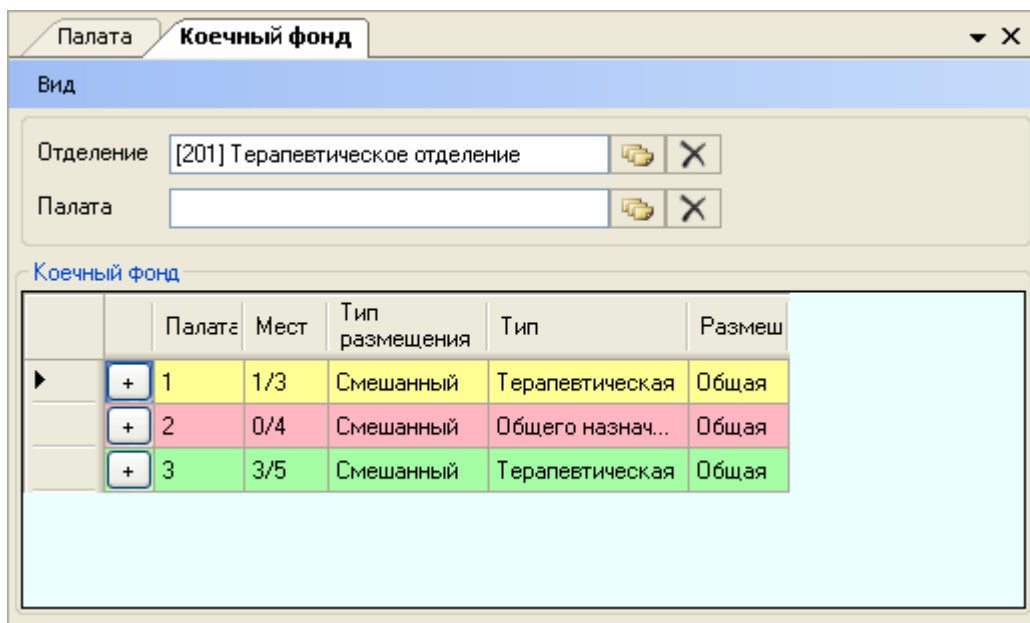 Палата Коечный фонд
Вид
Отделение [201] Терапевтическое отделение
Палата
Коечный фонд
Палата Мест Тип размещения Тип Размещ
+ 1 1/3 Смешанный Терапевтическая Общая
+ 2 0/4 Смешанный Общего назнач... Общая
+ 3 3/5 Смешанный Терапевтическая Общая